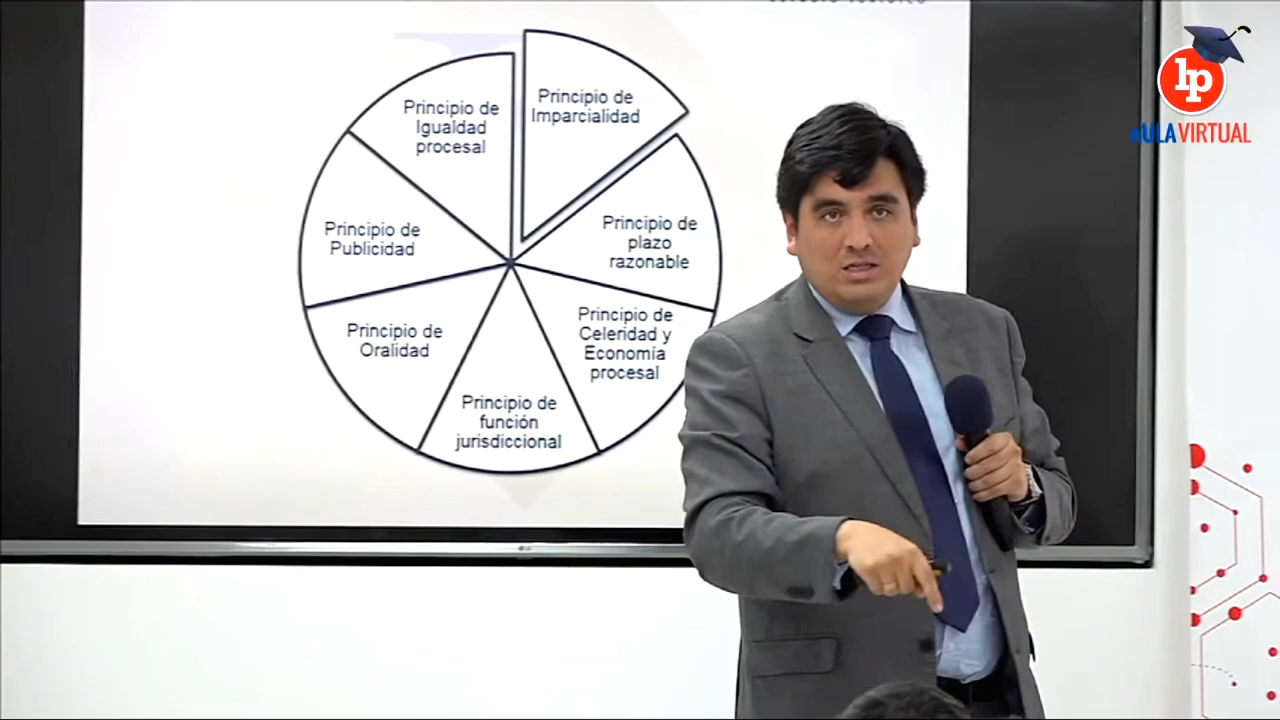 Principio de
Imparcialidad
Principio de
plazo
razonable
Principio de
Celeridad y
Economía
procesal
Principio de
función
jurisdiccional
Principio de
Oralidad
Principio de
Publicidad
Principio de
Igualdad
procesal
lp
AULA VIRTUAL
LG